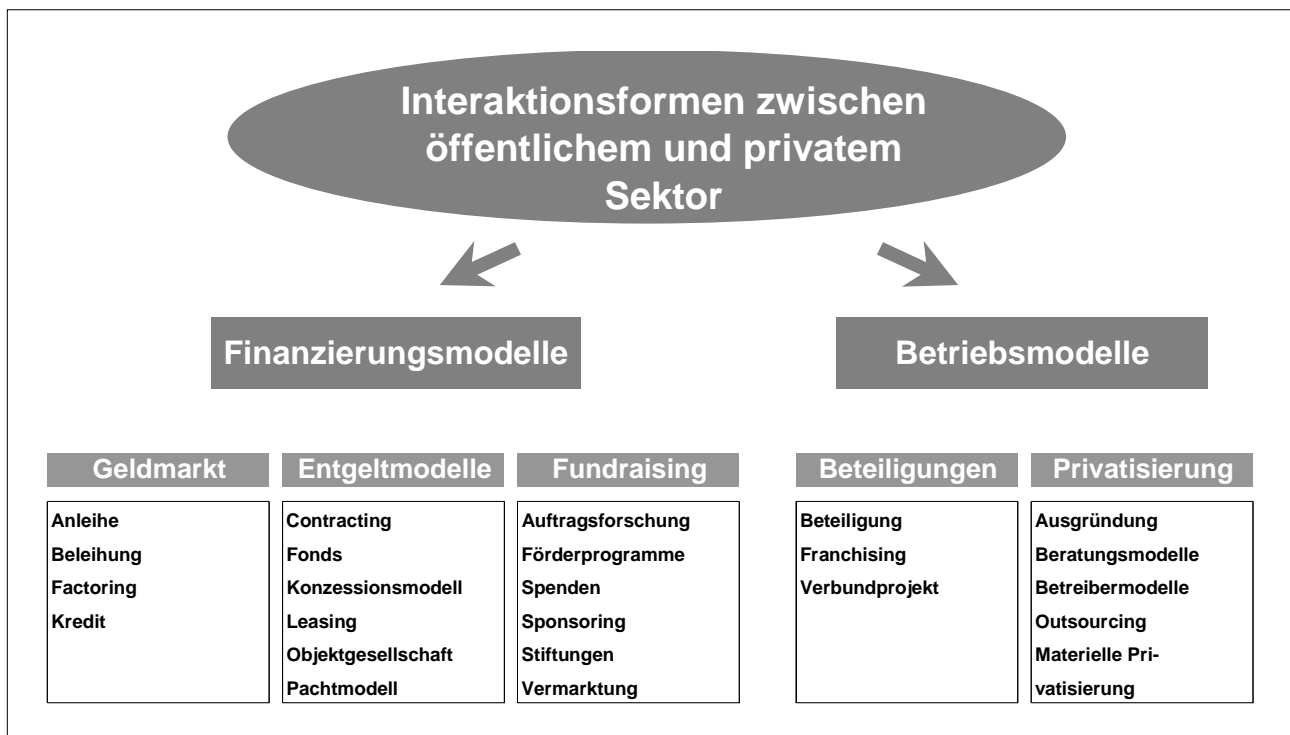 Interaktionsformen zwischen
öffentlichem und privatem
Sektor
Finanzierungsmodelle
Betriebsmodelle
Geldmarkt
Anleihe
Beleihung
Factoring
Kredit
Entgeltmodelle
Contracting
Fonds
Konzessionsmodell
Leasing
Objektgesellschaft
Pachtmodell
Fundraising
Auftragsforschung
Förderprogramme
Spenden
Sponsoring
Stiftungen
Vermarktung
Beteiligungen
Beteiligung
Franchising
Verbundprojekt
Privatisierung
Ausgründung
Beratungsmodelle
Betreibermodelle
Outsourcing
Materielle Pri-
vatisierung